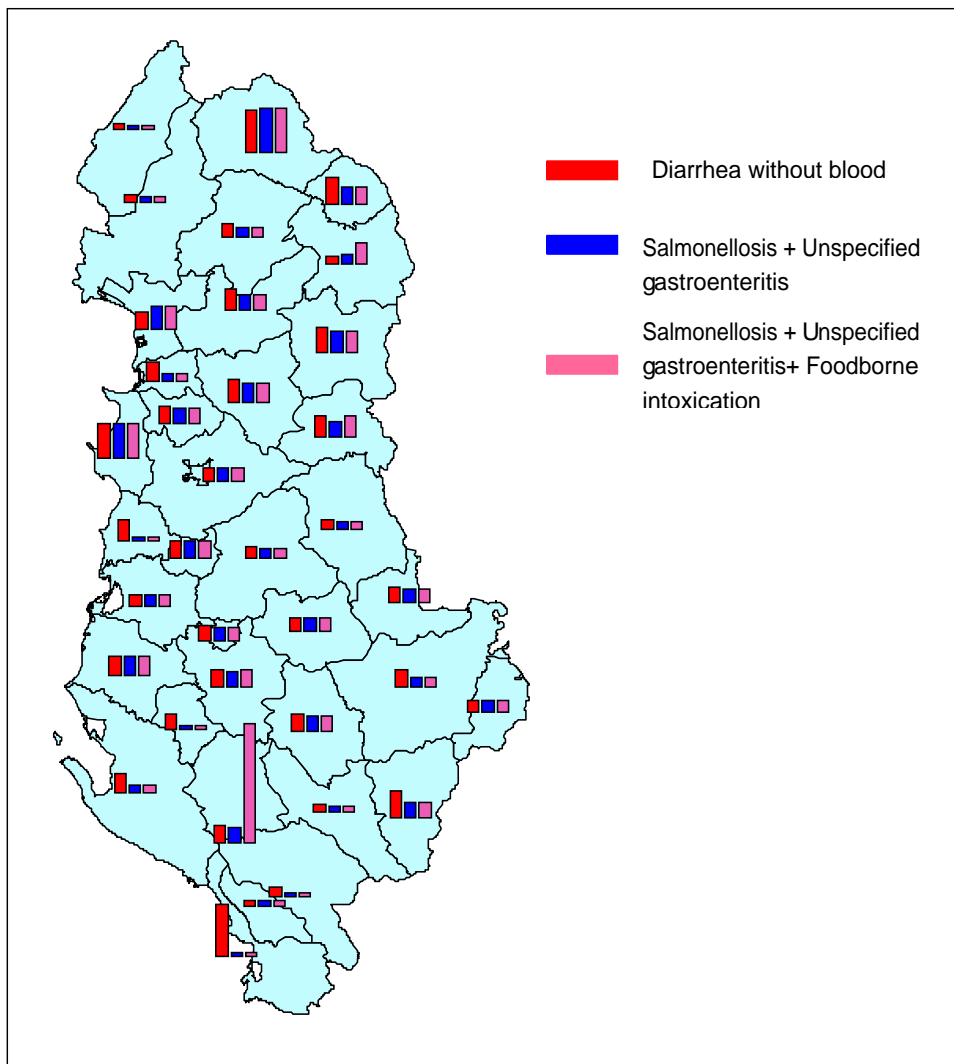 Diarrhea without blood
Salmonellosis + Unspecified
gastroenteritis
Salmonellosis + Unspecified
gastroenteritis+ Foodborne
intoxication